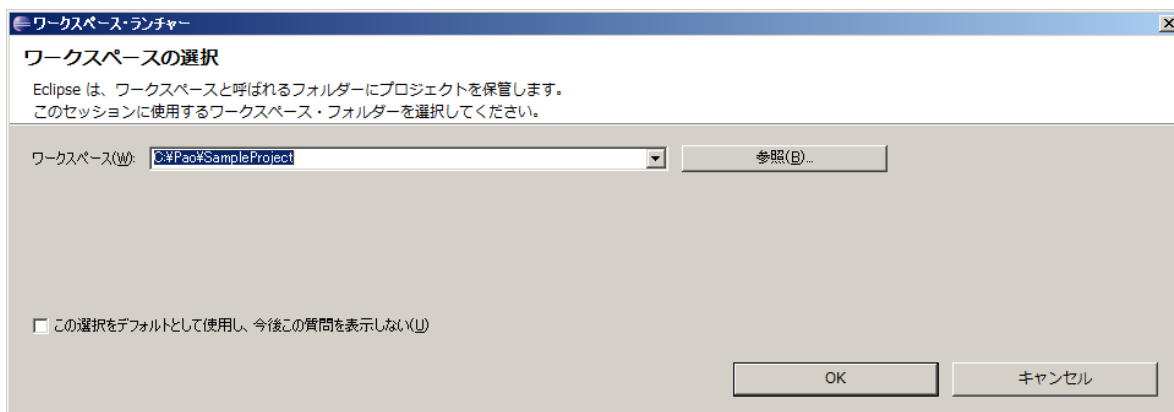 ワークスペース・ランチャー
ワークスペースの選択
Eclipse は、ワークスペースと呼ばれるフォルダーにプロジェクトを保管します。
このセッションに使用するワークスペース・フォルダーを選択してください。
ワークスペース(W): C:¥Pao¥SampleProject 参照(B)...
この選択をデフォルトとして使用し、今後この質問を表示しない(U)
OK キャンセル